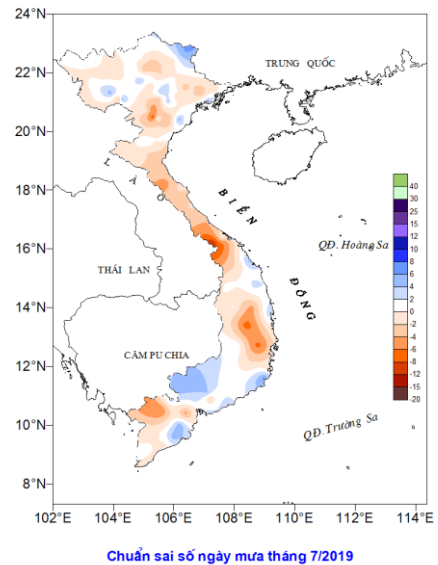 24°N
22°N
20°N
18°N
16°N
14°N
12°N
10°N
8°N
102°E 104°E 106°E 108°E 110°E 112°E 114°E
TRUNG QUỐC
LAO
BIỂN
ĐÔNG
QĐ. Hoàng Sa
THÁI LAN
CĂM PU CHIA
QĐ. Trường Sa
40
30
25
15
12
10
8
6
4
2
0
-2
-4
-6
-8
-10
-12
-15
-20
Chuẩn sai số ngày mưa tháng 7/2019